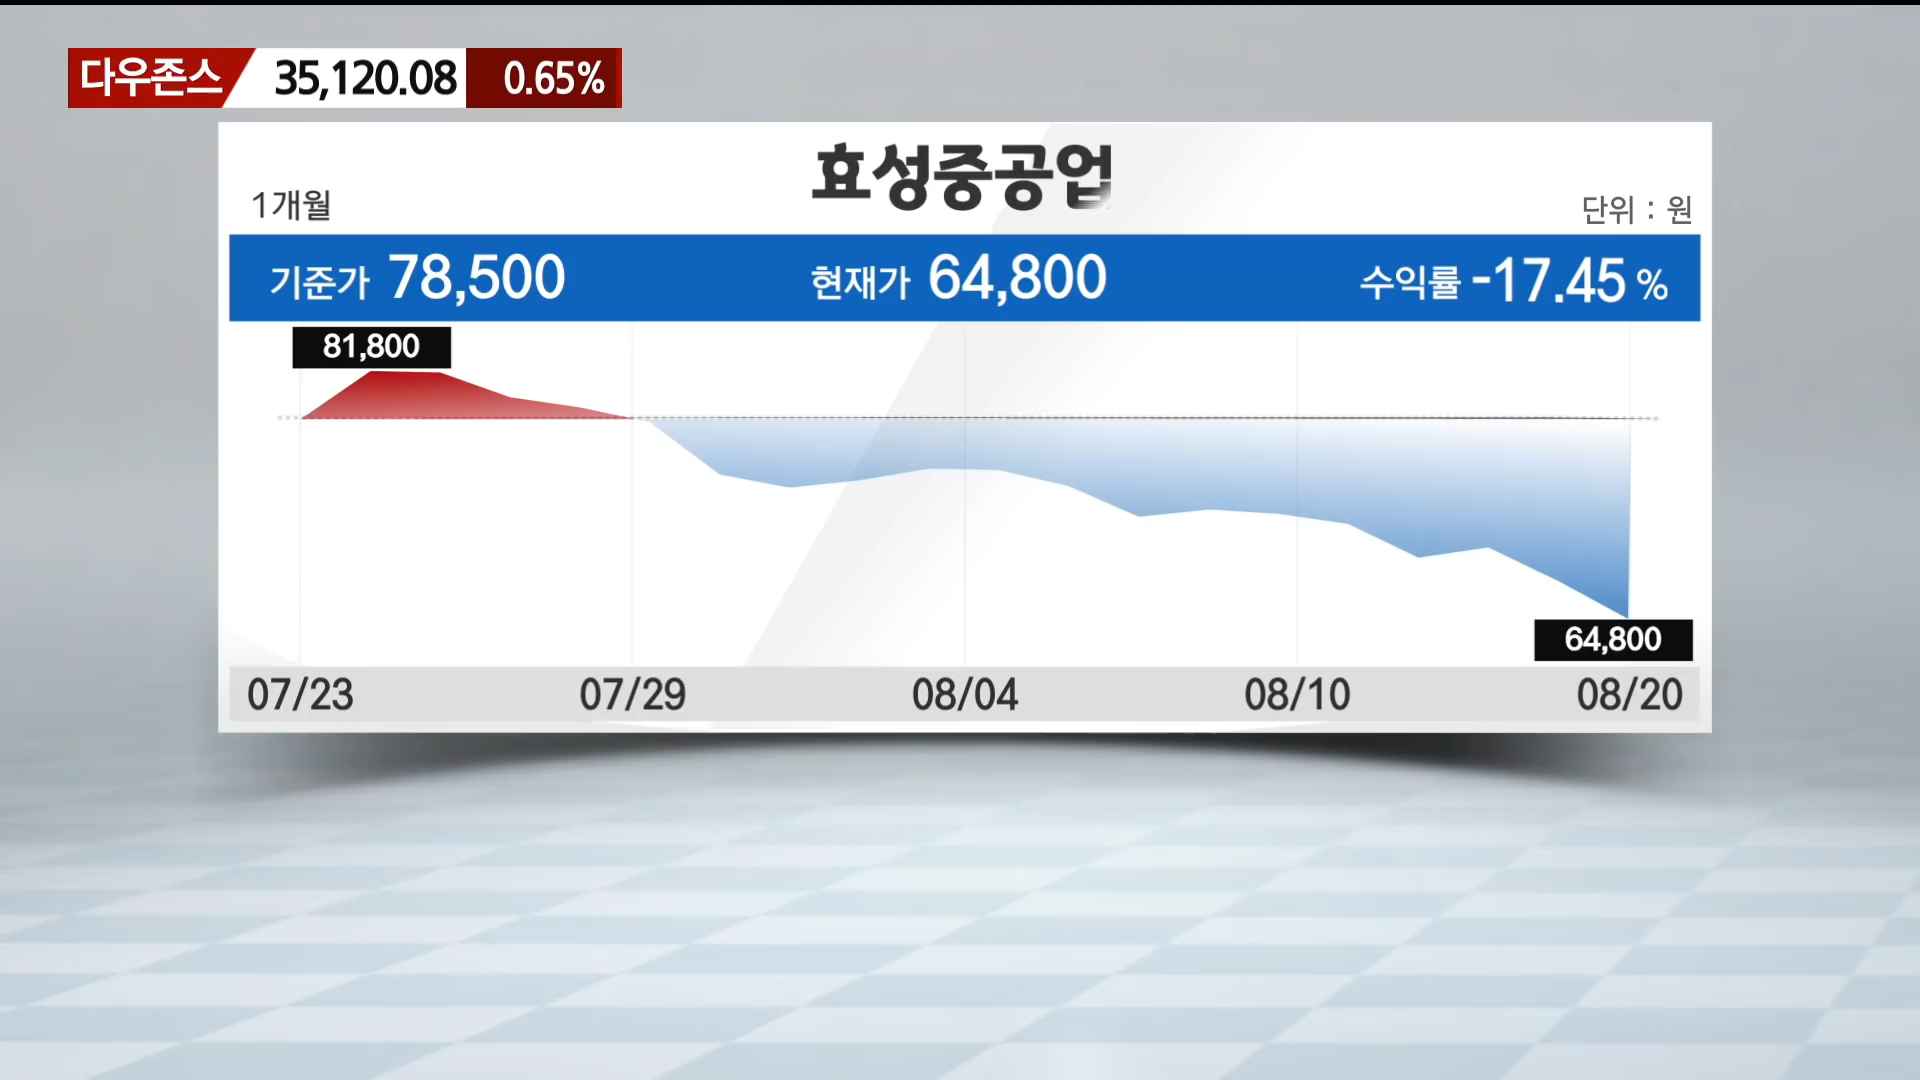 다우존스 35,120.08 0.65%
효성중공업
1개월
단위 : 원
기준가 78,500 현재가 64,800 수익률 -17.45 %
81,800
64,800
07/23 07/29 08/04 08/10 08/20